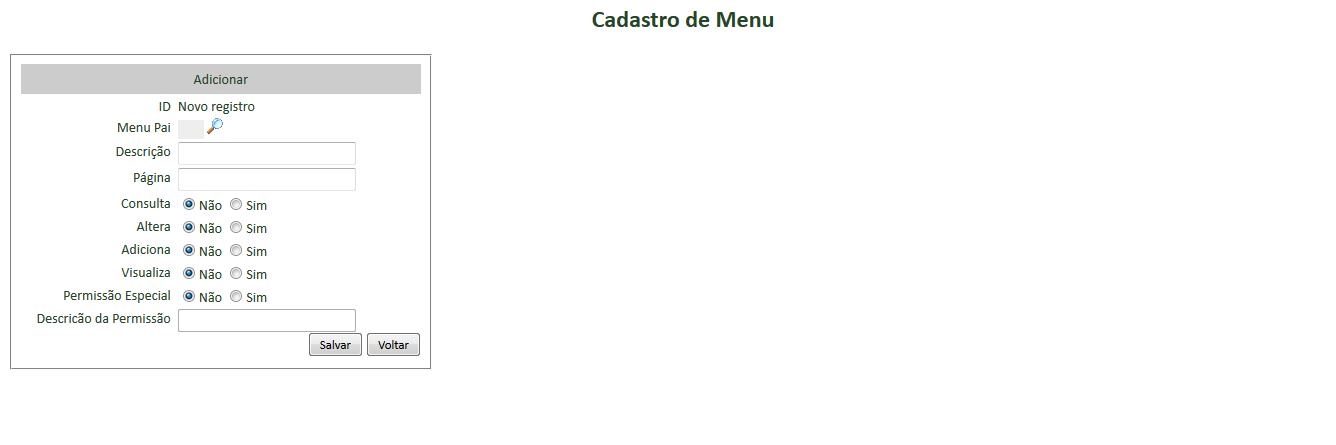 Cadastro de Menu
Adicionar
ID Novo registro
Menu Pai
Descrição
Página
Consulta Não Sim
Altera Não Sim
Adiciona Não Sim
Visualiza Não Sim
Permissão Especial Não Sim
Descricão da Permissão
Salvar Voltar